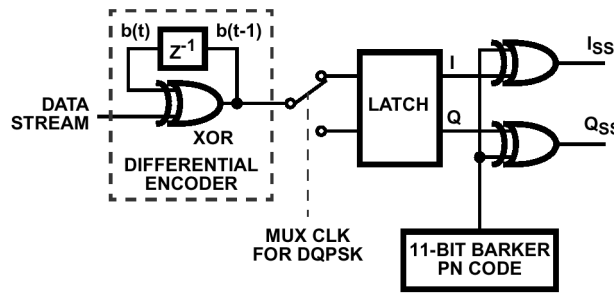 b(t)
b(t-1)
Z-1
DATA
STREAM
XOR
DIFFERENTIAL
ENCODER
MUX CLK
FOR DQPSK
LATCH
I
Q
ISS
QSS
11-BIT BARKER
PN CODE